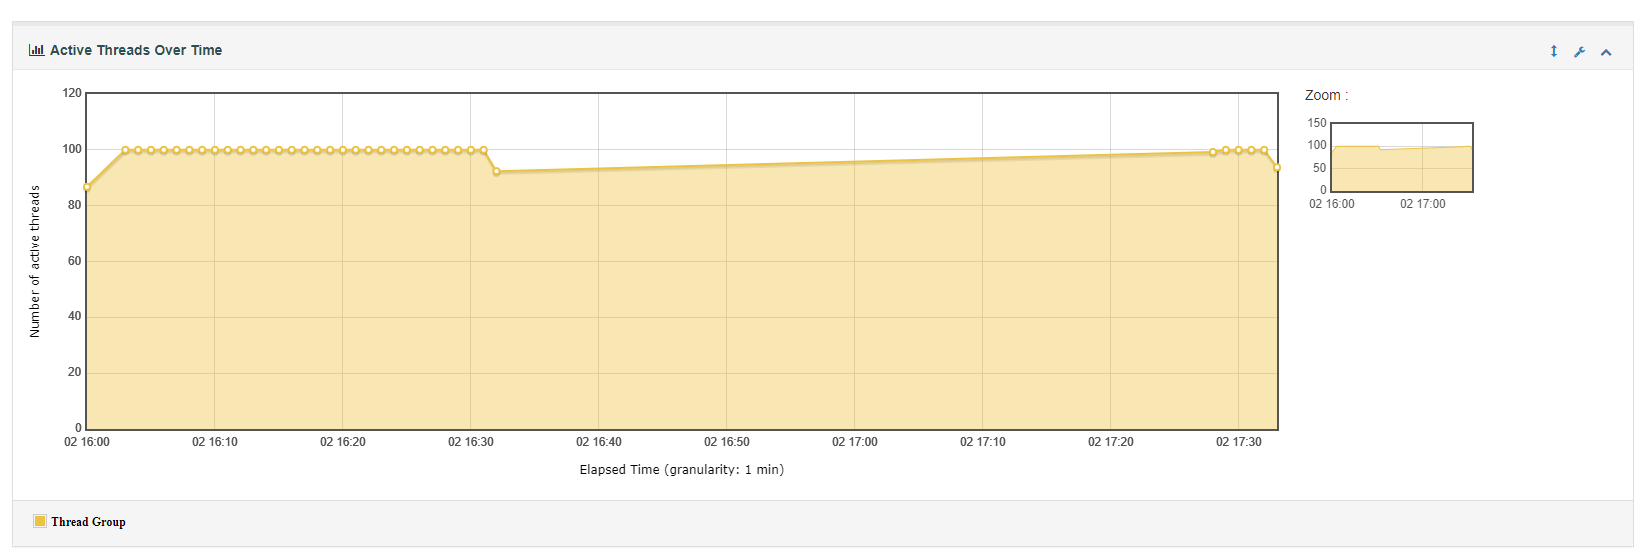 Active Threads Over Time
Zoom :
120
100
80
60
40
20
0
Number of active threads
02 16:00 02 16:10 02 16:20 02 16:30 02 16:40 02 16:50 02 17:00 02 17:10 02 17:20 02 17:30
Elapsed Time (granularity: 1 min)
150
100
50
0
02 16:00 02 17:00
Thread Group